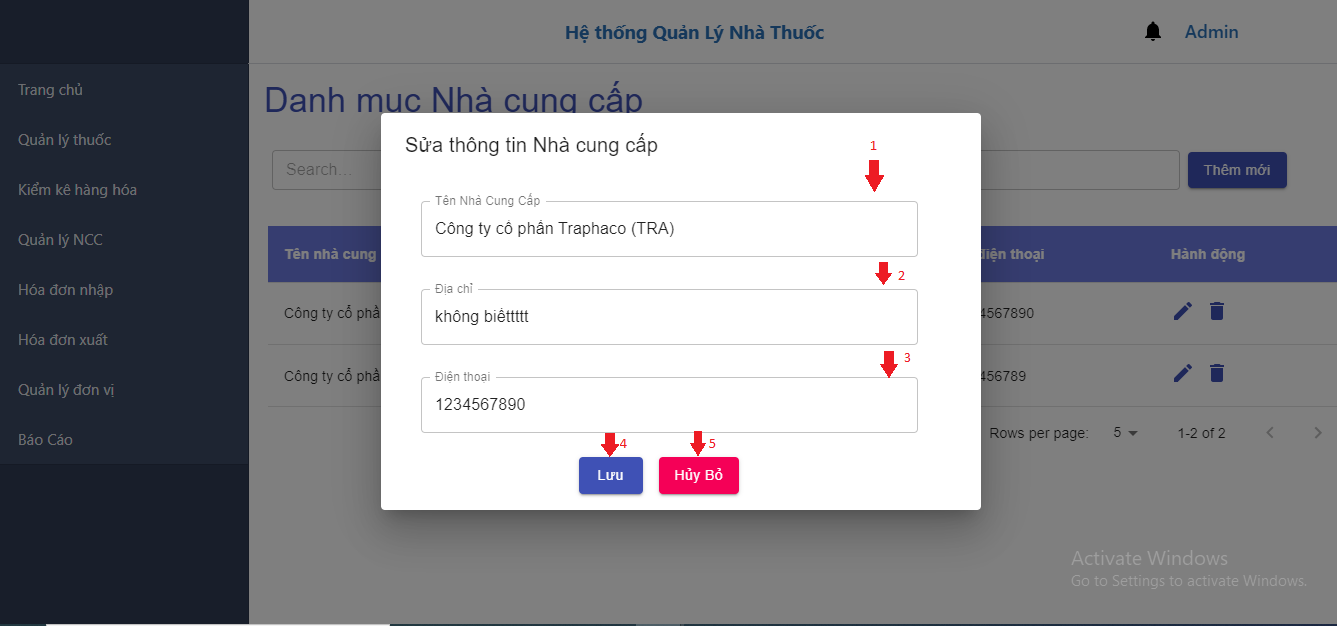 Hệ thống Quản Lý Nhà Thuốc
Admin
Trang chủ
Quản lý thuốc
Kiểm kê hàng hóa
Quản lý NCC
Hóa đơn nhập
Hóa đơn xuất
Quản lý đơn vị
Báo Cáo
Danh mục Nhà cung cấp
Search...
Thêm mới
Tên nhà cung
điện thoại
Hành động
Công ty cổ phầ
4567890
Công ty cổ phầ
456789
Rows per page:
5
1-2 of 2
Sửa thông tin Nhà cung cấp
1
Tên Nhà Cung Cấp
Công ty cổ phần Traphaco (TRA)
2
Địa chỉ
không biêttttt
3
Điện thoại
1234567890
4
5
Lưu
Hủy Bỏ
Activate Windows
Go to Settings to activate Windows.